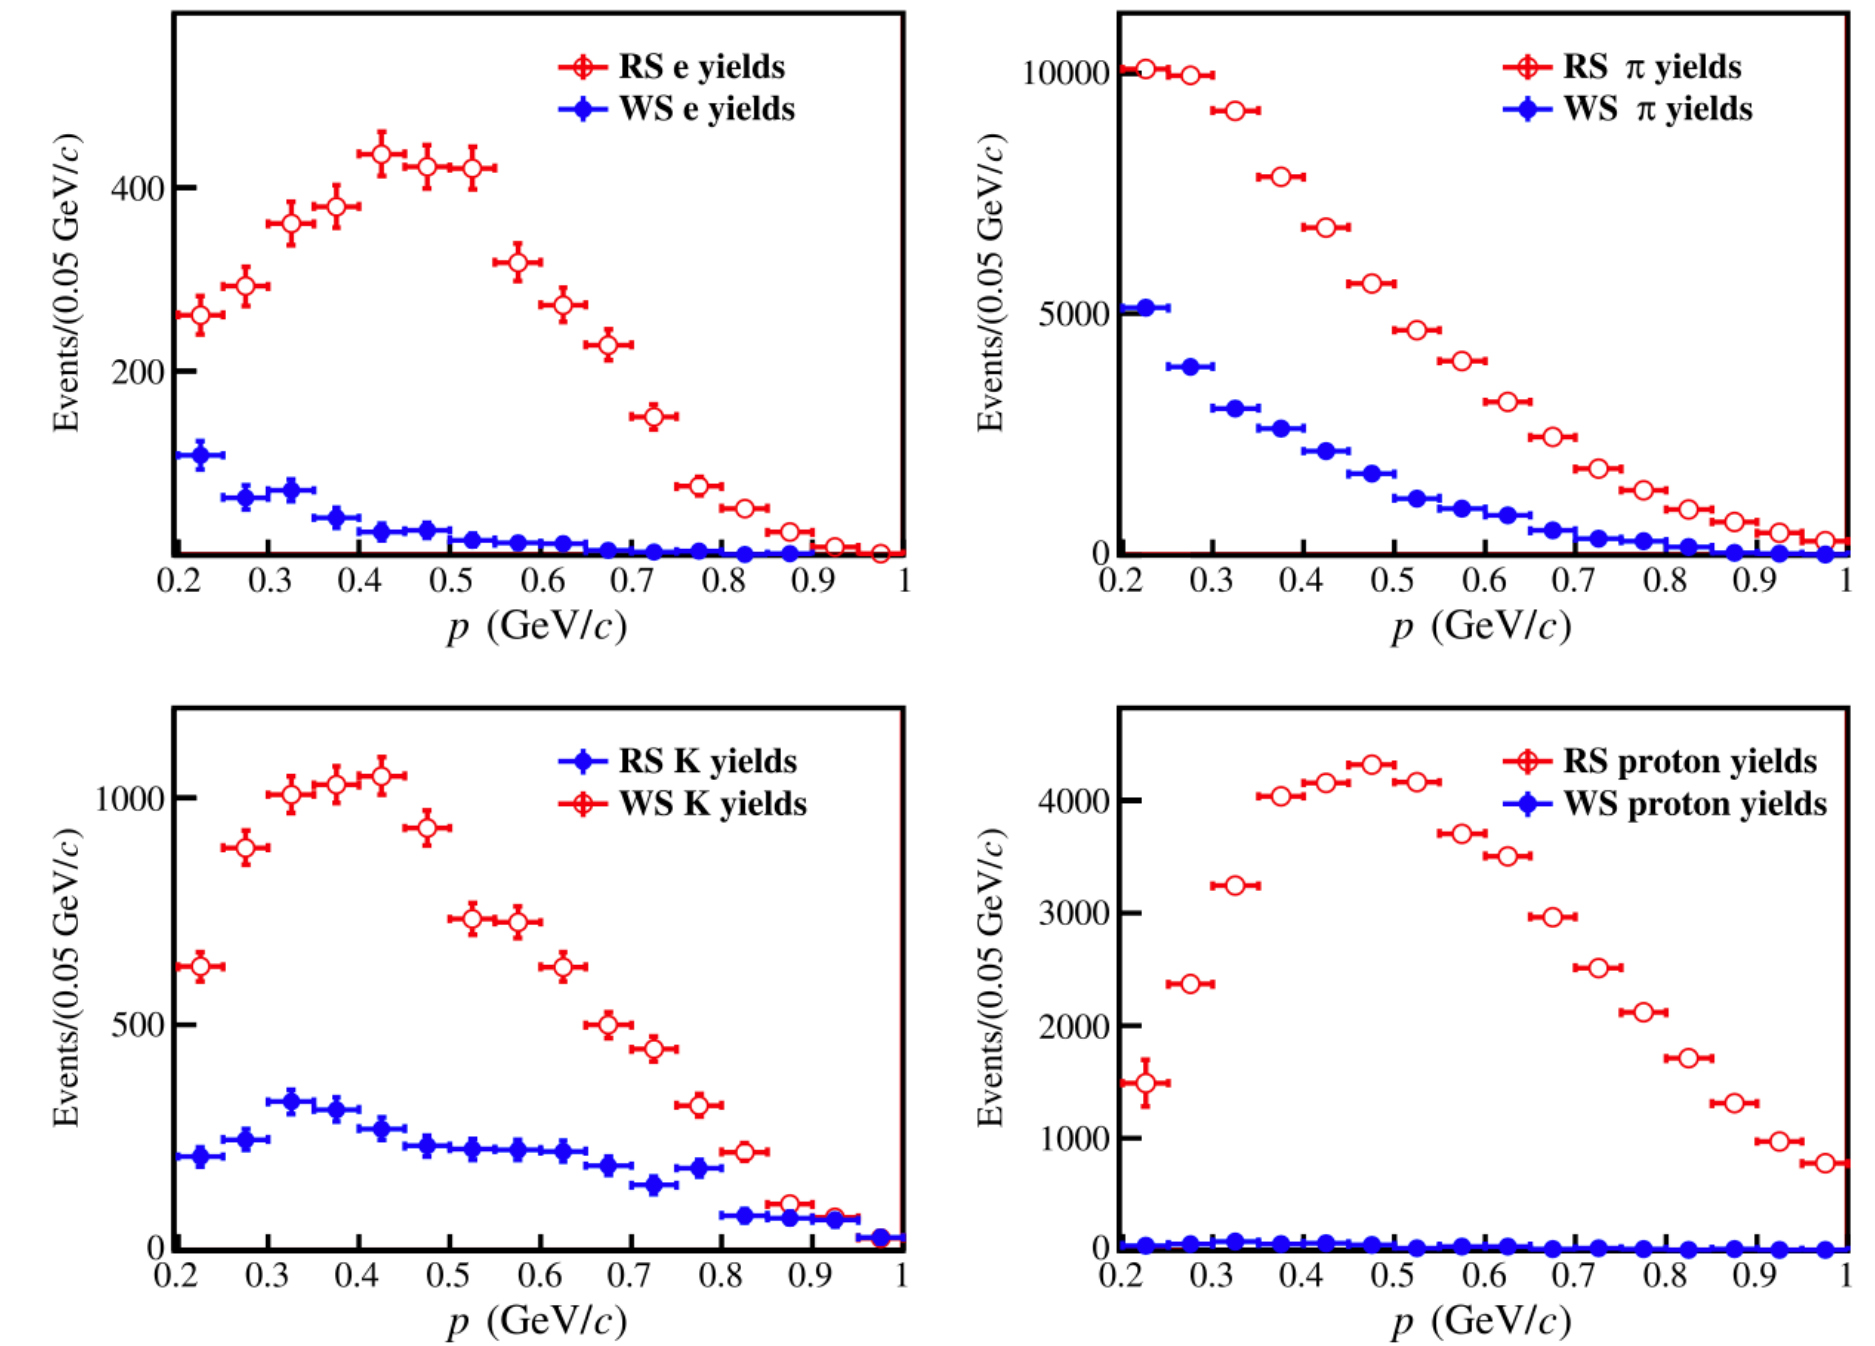 RS e yields
WS e yields
Events/(0.05 GeV/c)
400
200
0.2 0.3 0.4 0.5 0.6 0.7 0.8 0.9 1
p (GeV/c)
RS π yields
WS π yields
Events/(0.05 GeV/c)
10000
5000
0
0.2 0.3 0.4 0.5 0.6 0.7 0.8 0.9 1
p (GeV/c)
RS K yields
WS K yields
Events/(0.05 GeV/c)
1000
500
0
0.2 0.3 0.4 0.5 0.6 0.7 0.8 0.9 1
p (GeV/c)
RS proton yields
WS proton yields
Events/(0.05 GeV/c)
4000
3000
2000
1000
0
0.2 0.3 0.4 0.5 0.6 0.7 0.8 0.9 1
p (GeV/c)